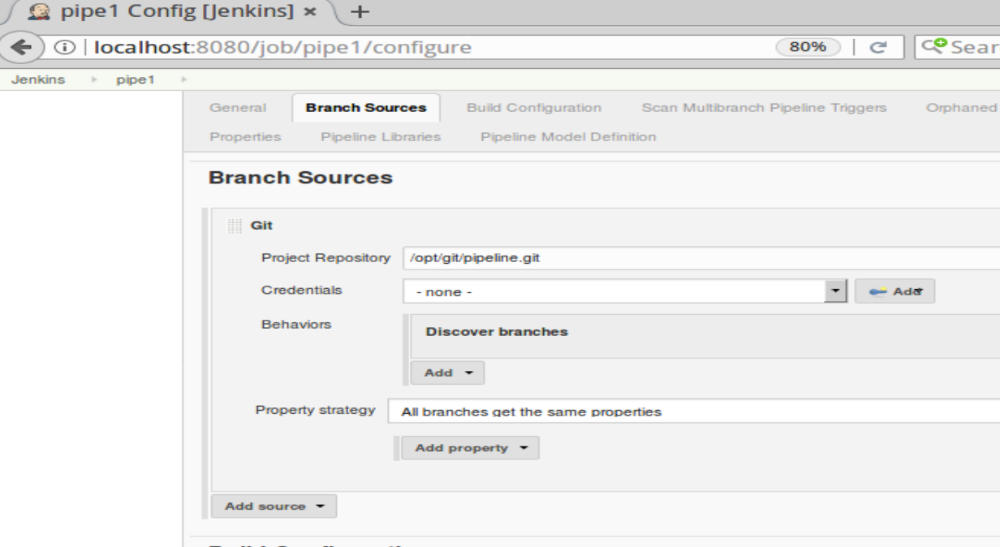 pipe1 Config [Jenkins] × +
localhost:8080/job/pipe1/configure 80% Sear
Jenkins pipe1
General Branch Sources Build Configuration Scan Multibranch Pipeline Triggers Orphaned
Properties Pipeline Libraries Pipeline Model Definition
Branch Sources
Git
Project Repository /opt/git/pipeline.git
Credentials - none - Add
Behaviors
Discover branches
Add
Property strategy All branches get the same properties
Add property
Add source